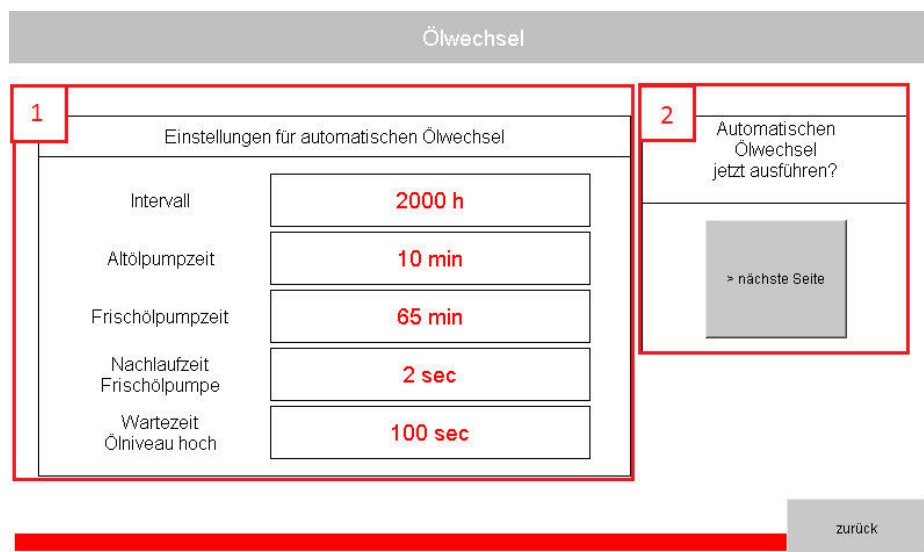 Ölwechsel
1
Einstellungen für automatischen Ölwechsel
Intervall
2000 h
Altölpumpzeit
10 min
Frischölpumpzeit
65 min
Nachlaufzeit
Frischölpumpe
2 sec
Wartezeit
Ölniveau hoch
100 sec
2
Automatischen
Ölwechsel
jetzt ausführen?
> nächste Seite
zurück